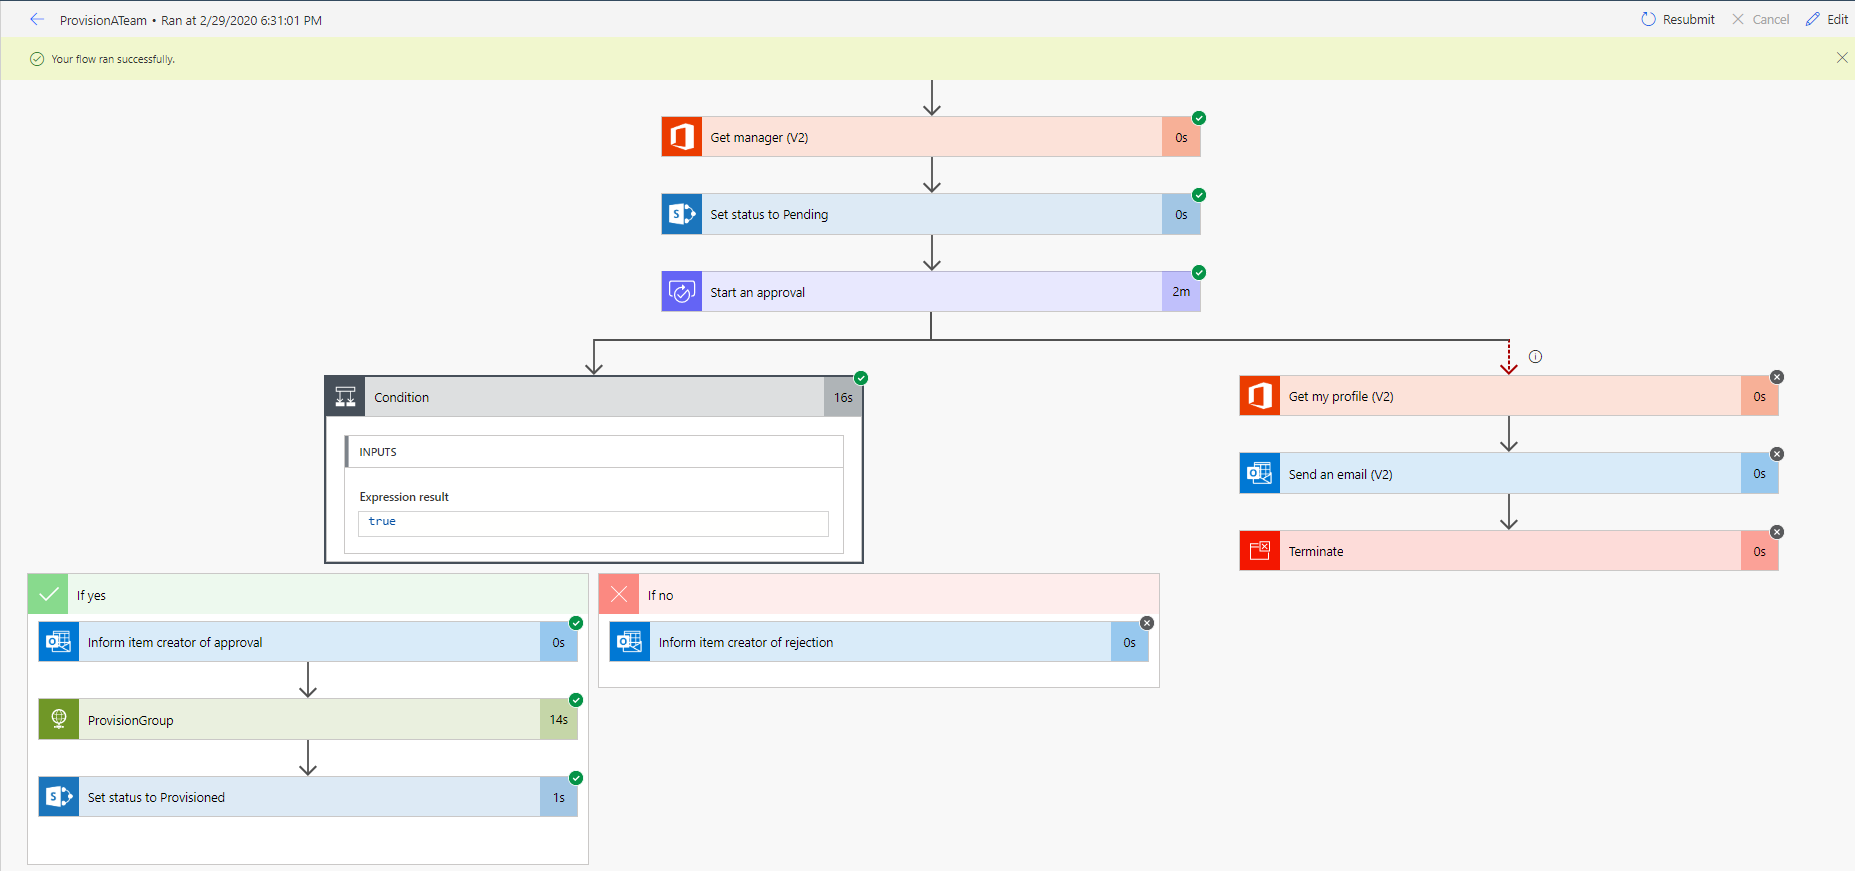 ProvisionATeam • Ran at 2/29/2020 6:31:01 PM
Resubmit
Cancel
Edit
Your flow ran successfully.
Get manager (V2)
0s
Set status to Pending
0s
Start an approval
2m
Condition
16s
INPUTS
Expression result
true
Get my profile (V2)
0s
Send an email (V2)
0s
Terminate
0s
If yes
Inform item creator of approval
0s
ProvisionGroup
14s
Set status to Provisioned
1s
If no
Inform item creator of rejection
0s